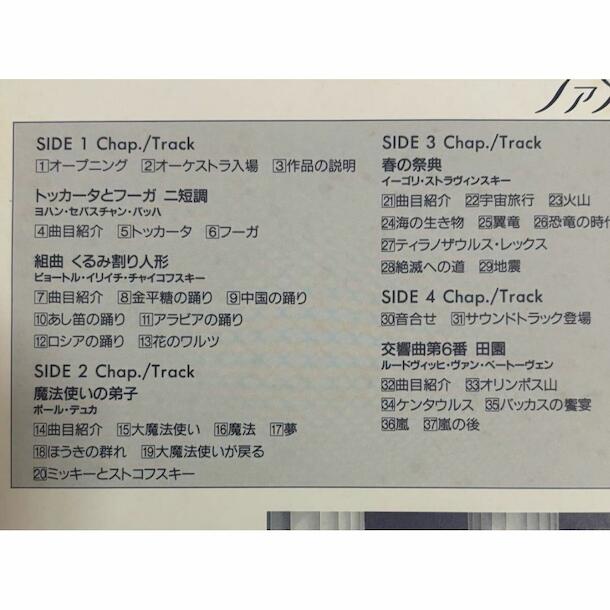 ファン
SIDE 1 Chap./Track
1オープニング 2オーケストラ入場 3作品の説明
トッカータとフーガ ニ短調
ヨハン・セバスチャン・バッハ
4曲目紹介 5トッカータ 6フーガ
組曲 くるみ割り人形
ピョートル・イリイチ・チャイコフスキー
7曲目紹介 8金平糖の踊り 9中国の踊り
10あし笛の踊り 11アラビアの踊り
12ロシアの踊り 13花のワルツ
SIDE 2 Chap./Track
魔法使いの弟子
ポール・デュカ
14曲目紹介 15大魔法使い 16魔法 17夢
18ほうきの群れ 19大魔法使いが戻る
20ミッキーとストコフスキー
SIDE 3 Chap./Track
春の祭典
イーゴリ・ストラヴィンスキー
21曲目紹介 22宇宙旅行 23火山
24海の生き物 25翼竜 26恐竜の時代
27ティラノザウルス・レックス
28絶滅への道 29地震
SIDE 4 Chap./Track
30音合せ 31サウンドトラック登場
交響曲第6番 田園
ルードヴィッヒ・ヴァン・ベートーヴェン
32曲目紹介 33オリンポス山
34ケンタウルス 35バッカスの饗宴
36嵐 37嵐の後